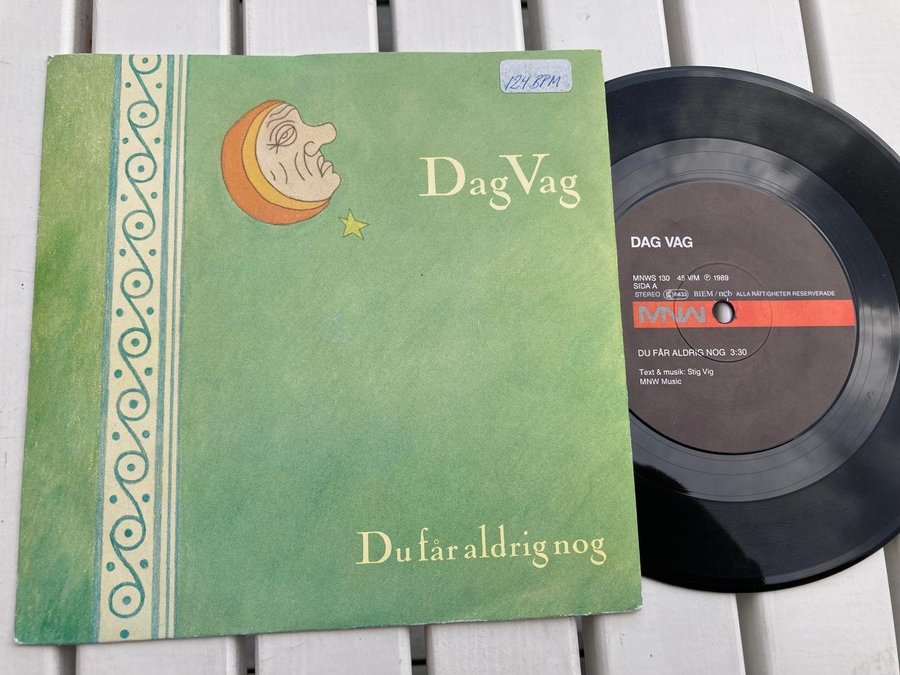 124 BPM
Dag Vag
Du får aldrig nog
DAG VAG
MNWS 130 45 V/M ℗ 1989
SIDA A
STEREO BIEM / ncb ALLA RÄTTIGHETER RESERVERADE
MNW
DU FÅR ALDRIG NOG 3:30
Text & musik: Stig Vig
MNW Music